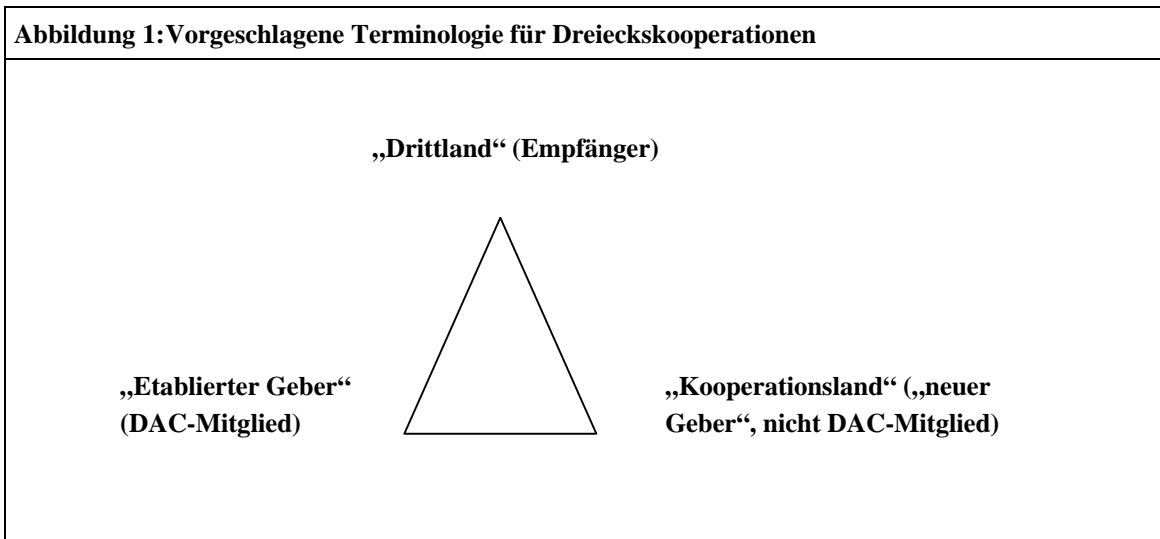 Abbildung 1:Vorgeschlagene Terminologie für Dreieckskooperationen
„Drittland“ (Empfänger)
„Etablierter Geber“
(DAC-Mitglied)
„Kooperationsland“ („neuer
Geber“, nicht DAC-Mitglied)